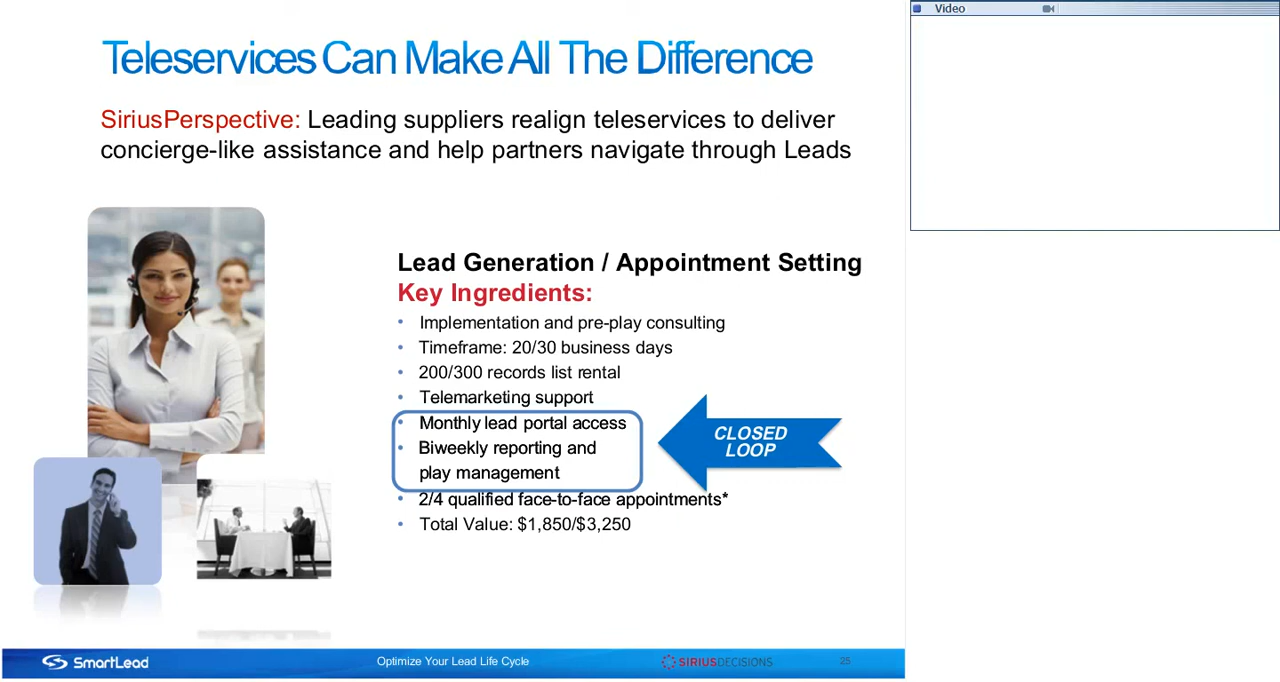 Video
Teleservices Can Make All The Difference
SiriusPerspective: Leading suppliers realign teleservices to deliver
concierge-like assistance and help partners navigate through Leads
Lead Generation / Appointment Setting
Key Ingredients:
• Implementation and pre-play consulting
• Timeframe: 20/30 business days
• 200/300 records list rental
• Telemarketing support
• Monthly lead portal access
• Biweekly reporting and
play management
• 2/4 qualified face-to-face appointments*
• Total Value: $1,850/$3,250
CLOSED
LOOP
SmartLead
Optimize Your Lead Life Cycle
SIRIUSDECISIONS
25